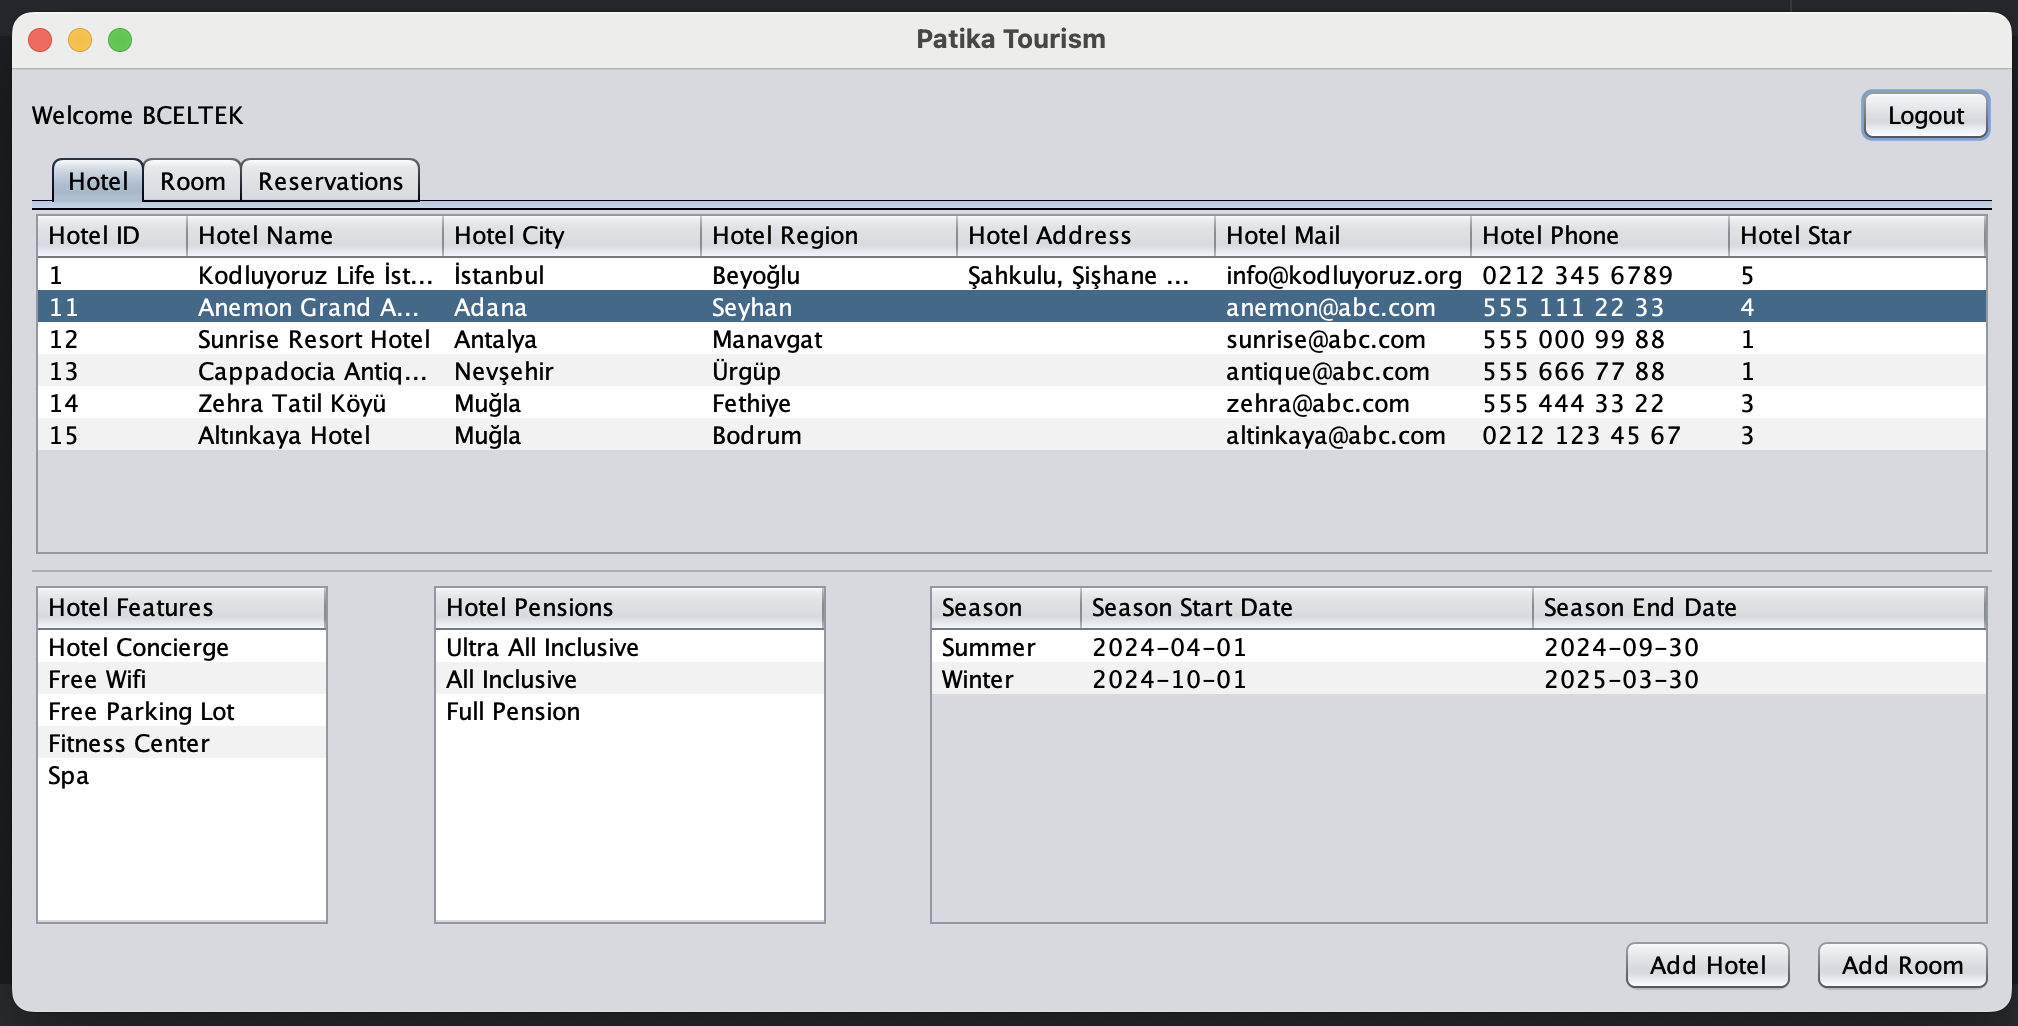 Patika Tourism
Welcome BCELTEK
Logout
Hotel Room Reservations
Hotel ID Hotel Name Hotel City Hotel Region Hotel Address Hotel Mail Hotel Phone Hotel Star
1 Kodluyoruz Life İst... İstanbul Beyoğlu Şahkulu, Şişhane ... info@kodluyoruz.org 0212 345 6789 5
11 Anemon Grand A... Adana Seyhan anemon@abc.com 555 111 22 33 4
12 Sunrise Resort Hotel Antalya Manavgat sunrise@abc.com 555 000 99 88 1
13 Cappadocia Antiq... Nevşehir Ürgüp antique@abc.com 555 666 77 88 1
14 Zehra Tatil Köyü Muğla Fethiye zehra@abc.com 555 444 33 22 3
15 Altınkaya Hotel Muğla Bodrum altinkaya@abc.com 0212 123 45 67 3
Hotel Features
Hotel Concierge
Free Wifi
Free Parking Lot
Fitness Center
Spa
Hotel Pensions
Ultra All Inclusive
All Inclusive
Full Pension
Season Season Start Date Season End Date
Summer 2024-04-01 2024-09-30
Winter 2024-10-01 2025-03-30
Add Hotel Add Room